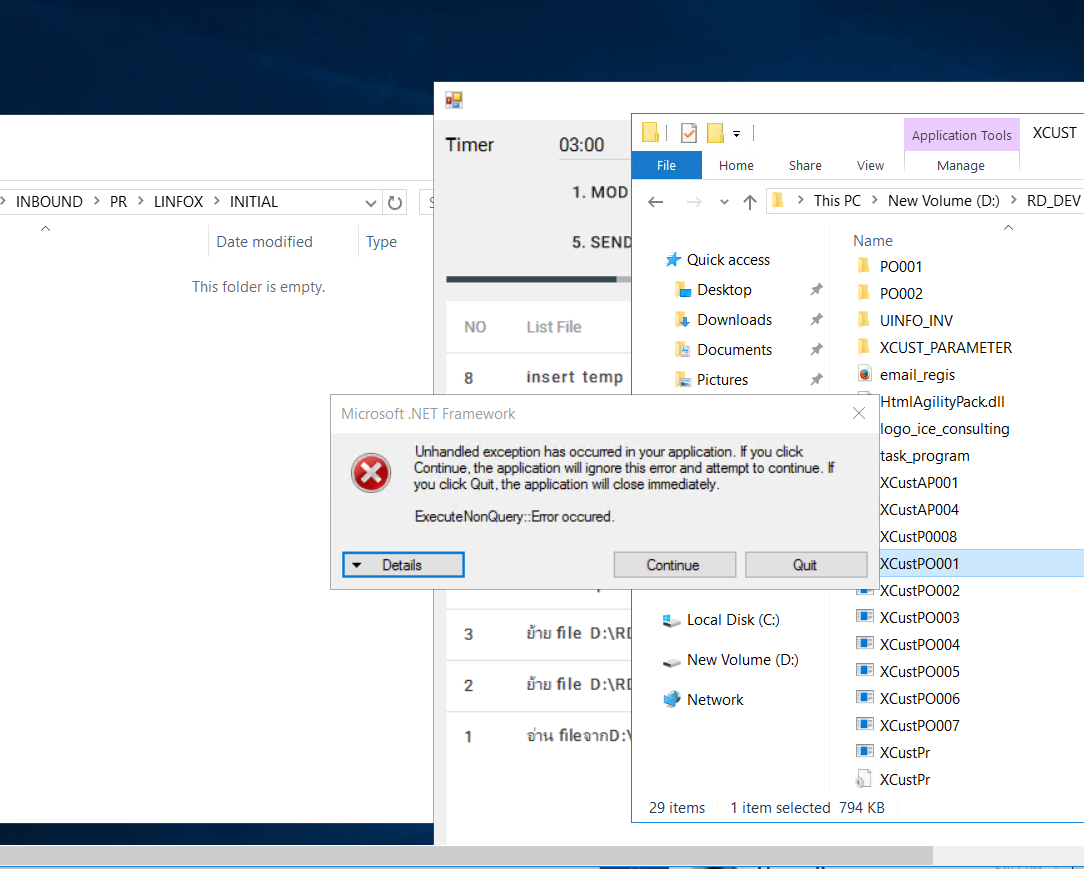 Timer
03:00
1. MOD
5. SEND
NO
List File
8
insert temp
3
ย้าย file D:\RD
2
ย้าย file D:\RD
1
อ่าน fileจากD:\
INBOUND
PR
LINFOX
INITIAL
Date modified
Type
This folder is empty.
Application Tools
XCUST
File
Home
Share
View
Manage
This PC
New Volume (D:)
RD_DEV
Quick access
Desktop
Downloads
Documents
Pictures
Local Disk (C:)
New Volume (D:)
Network
Name
PO001
PO002
UINFO_INV
XCUST_PARAMETER
email_regis
HtmlAgilityPack.dll
logo_ice_consulting
task_program
XCustAP001
XCustAP004
XCustP0008
XCustPO001
XCustPO002
XCustPO003
XCustPO004
XCustPO005
XCustPO006
XCustPO007
XCustPr
XCustPr
29 items
1 item selected 794 KB
Microsoft .NET Framework
Unhandled exception has occurred in your application. If you click
Continue, the application will ignore this error and attempt to continue. If
you click Quit, the application will close immediately.
ExecuteNonQuery::Error occured.
Details
Continue
Quit